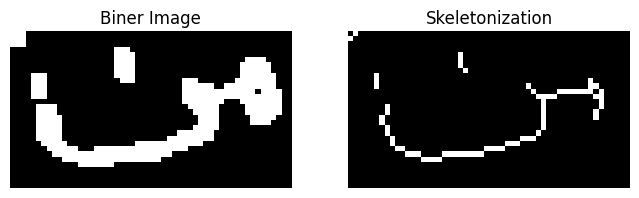 Biner Image
Skeletonization